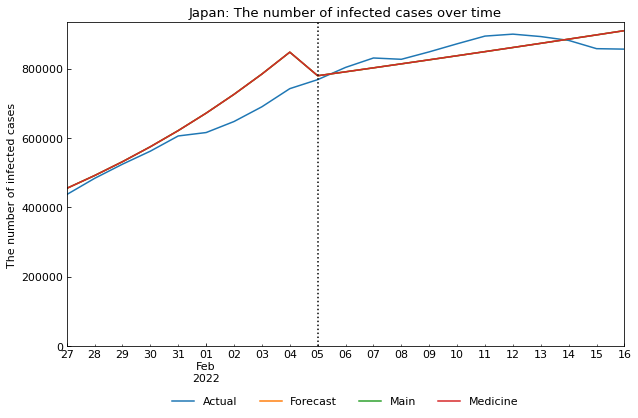 Japan: The number of infected cases over time
The number of infected cases
800000
600000
400000
200000
0
27 28 29 30 31 01 02 03 04 05 06 07 08 09 10 11 12 13 14 15 16
Feb
2022
Actual Forecast Main Medicine